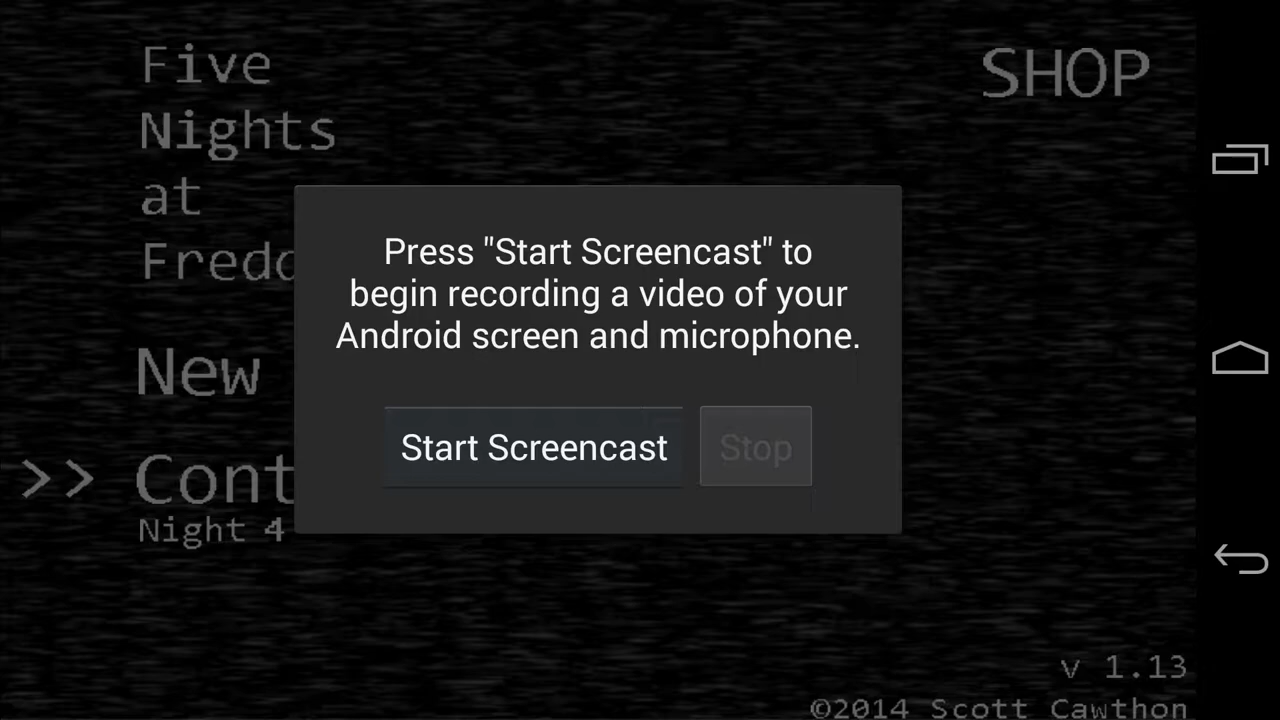 Five
Nights
at
Fredd
SHOP
Press "Start Screencast" to
begin recording a video of your
Android screen and microphone.
Start Screencast
Stop
New
>> Cont
Night 4
v 1.13
©2014 Scott Cawthon